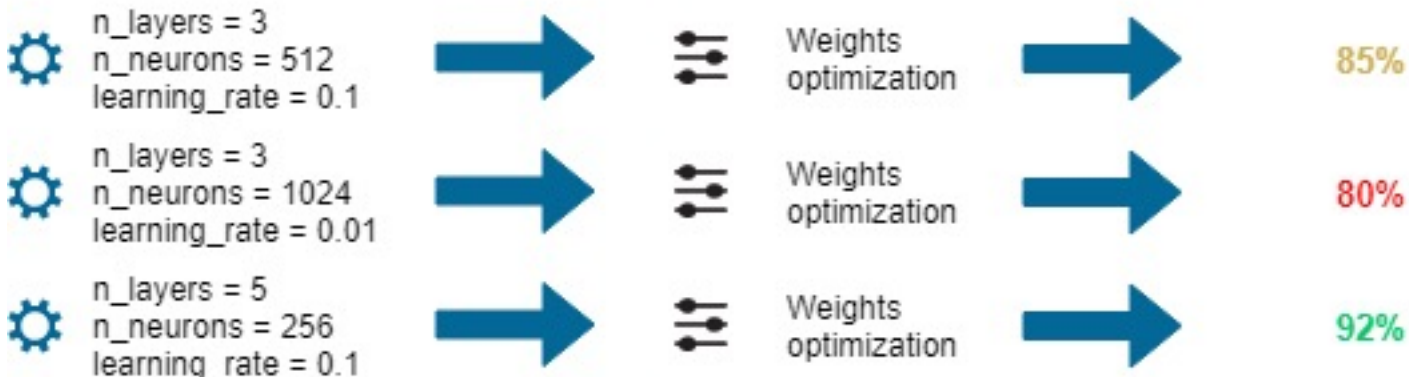 n_layers = 3
n_neurons = 512
learning_rate = 0.1
Weights
optimization
85%
n_layers = 3
n_neurons = 1024
learning_rate = 0.01
Weights
optimization
80%
n_layers = 5
n_neurons = 256
learning_rate = 0.1
Weights
optimization
92%